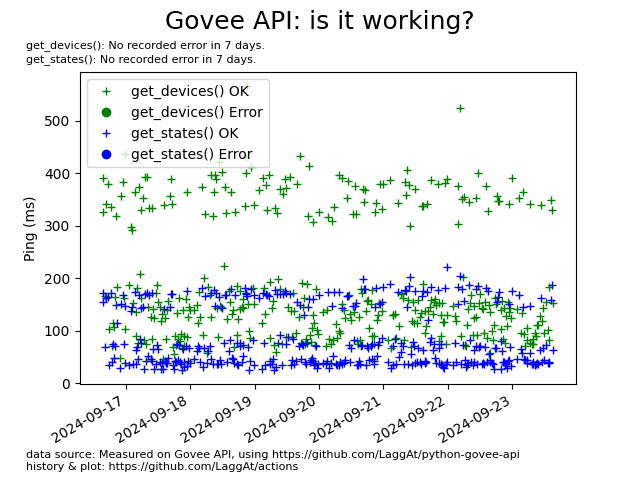 Govee API: is it working?
get_devices(): No recorded error in 7 days.
get_states(): No recorded error in 7 days.
get_devices() OK
get_devices() Error
get_states() OK
get_states() Error
Ping (ms)
500
400
300
200
100
0
2024-09-17
2024-09-18
2024-09-19
2024-09-20
2024-09-21
2024-09-22
2024-09-23
data source: Measured on Govee API, using https://github.com/LaggAt/python-govee-api
history & plot: https://github.com/LaggAt/actions